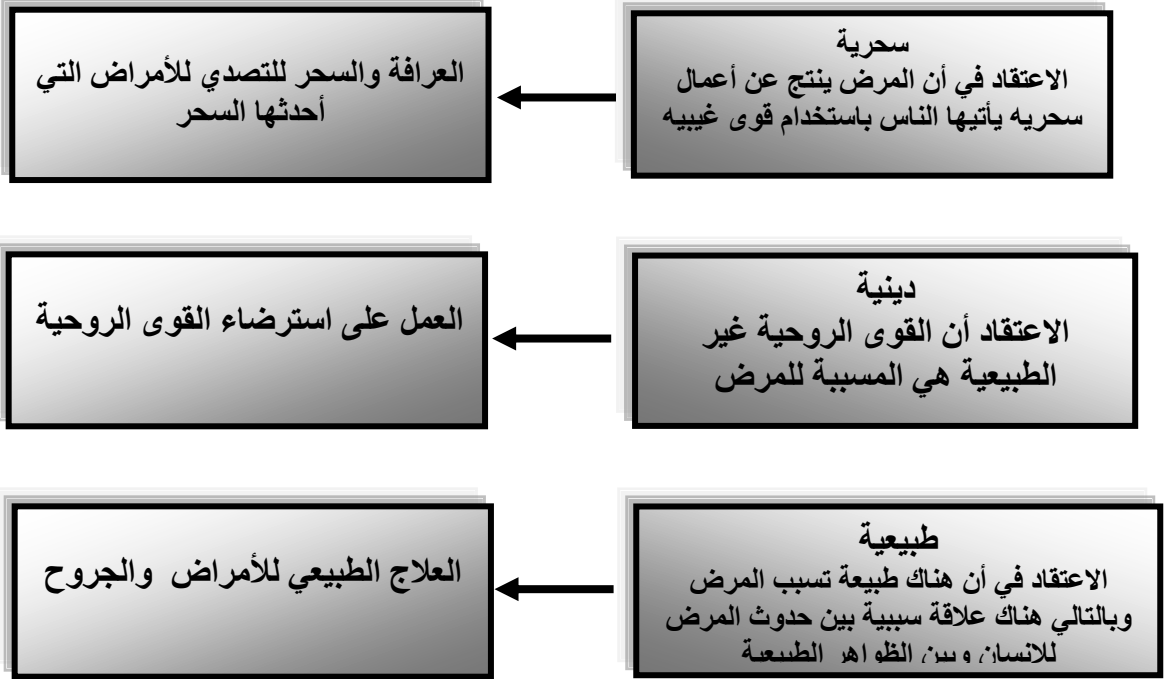 سحرية
الاعتقاد في أن المرض ينتج عن أعمال
سحريه يأتيها الناس باستخدام قوى غيبيه
العرافة والسحر للتصدي للأمراض التي
أحدثها السحر
دينية
الاعتقاد أن القوى الروحية غير
الطبيعية هي المسببة للمرض
العمل على استرضاء القوى الروحية
طبيعية
الاعتقاد في أن هناك طبيعة تسبب المرض
وبالتالي هناك علاقة سببية بين حدوث المرض
للانسان وبين الظواهر الطبيعية
العلاج الطبيعي للأمراض والجروح